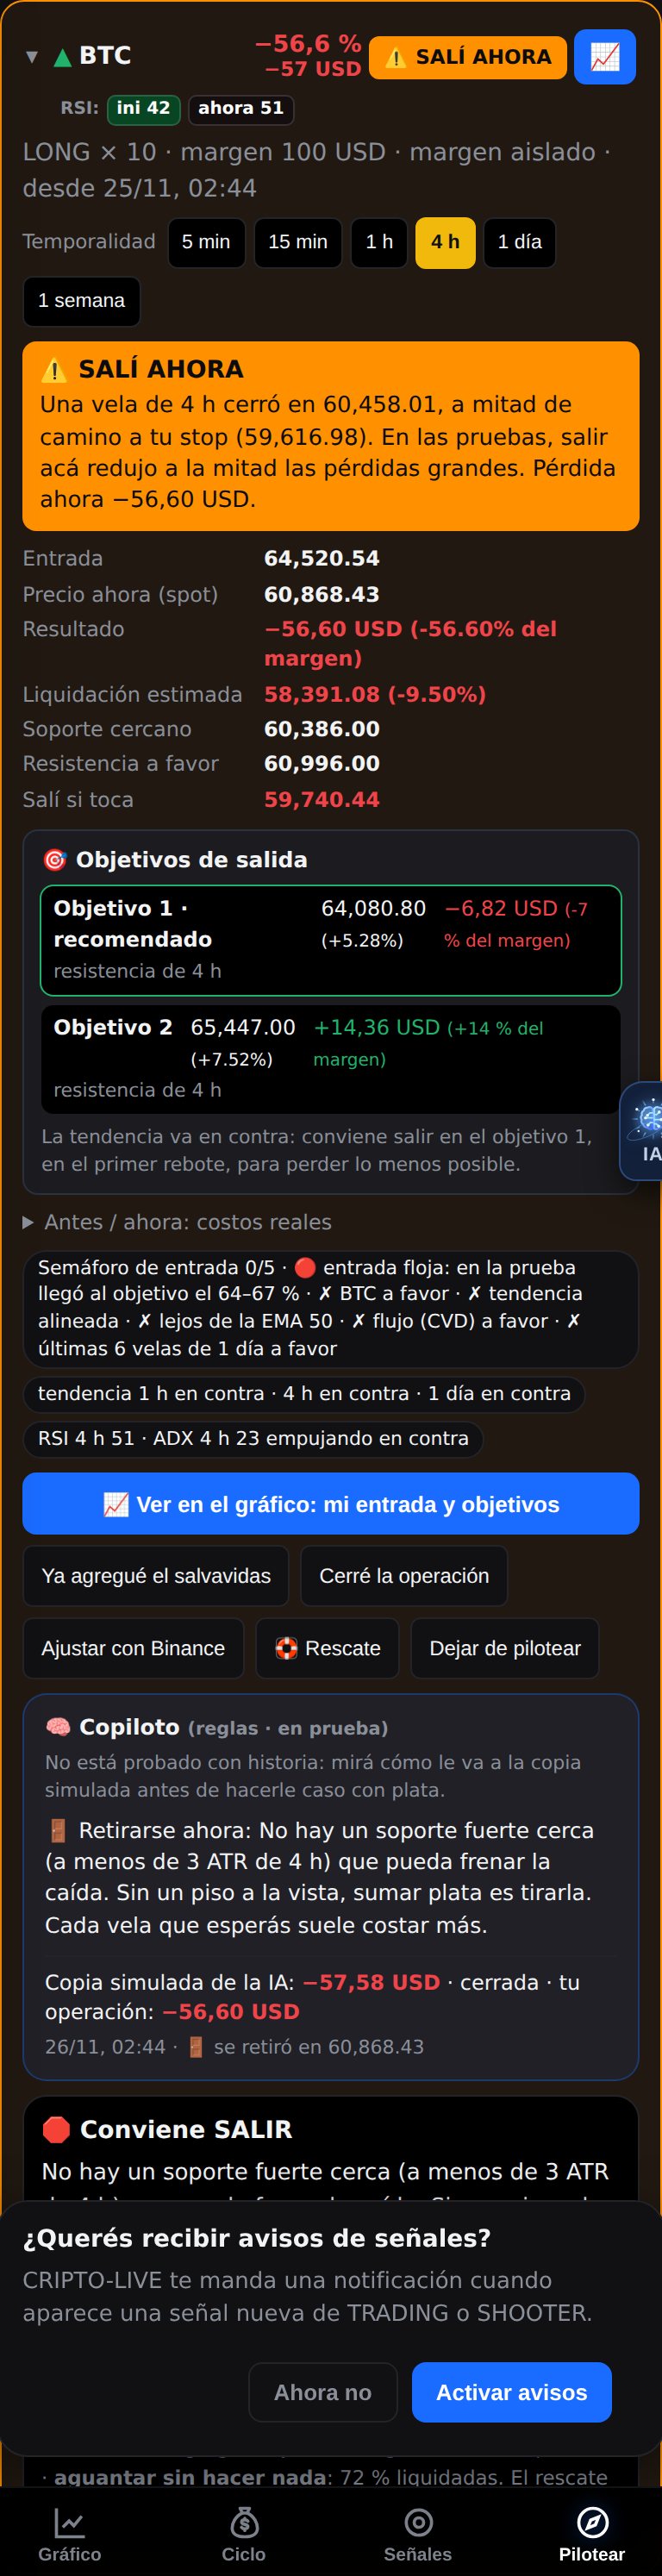 ▼ ▲ BTC
−56,6 %
−57 USD
⚠️ SALÍ AHORA
RSI: ini 42 ahora 51
LONG × 10 · margen 100 USD · margen aislado ·
desde 25/11, 02:44
Temporalidad 5 min 15 min 1 h 4 h 1 día
1 semana
⚠️ SALÍ AHORA
Una vela de 4 h cerró en 60,458.01, a mitad de
camino a tu stop (59,616.98). En las pruebas, salir
acá redujo a la mitad las pérdidas grandes. Pérdida
ahora −56,60 USD.
Entrada 64,520.54
Precio ahora (spot) 60,868.43
Resultado −56,60 USD (-56.60% del
margen)
Liquidación estimada 58,391.08 (-9.50%)
Soporte cercano 60,386.00
Resistencia a favor 60,996.00
Salí si toca 59,740.44
🎯 Objetivos de salida
Objetivo 1 · 64,080.80 −6,82 USD (-7
recomendado (+5.28%) % del margen)
resistencia de 4 h
Objetivo 2 65,447.00 +14,36 USD (+14 % del
(+7.52%) margen)
resistencia de 4 h
La tendencia va en contra: conviene salir en el objetivo 1,
en el primer rebote, para perder lo menos posible.
IA
▶ Antes / ahora: costos reales
Semáforo de entrada 0/5 · 🔴 entrada floja: en la prueba
llegó al objetivo el 64–67 % · ✗ BTC a favor · ✗ tendencia
alineada · ✗ lejos de la EMA 50 · ✗ flujo (CVD) a favor · ✗
últimas 6 velas de 1 día a favor
tendencia 1 h en contra · 4 h en contra · 1 día en contra
RSI 4 h 51 · ADX 4 h 23 empujando en contra
📈 Ver en el gráfico: mi entrada y objetivos
Ya agregué el salvavidas Cerré la operación
Ajustar con Binance 🛟 Rescate Dejar de pilotear
🧠 Copiloto (reglas · en prueba)
No está probado con historia: mirá cómo le va a la copia
simulada antes de hacerle caso con plata.
🚪 Retirarse ahora: No hay un soporte fuerte cerca
(a menos de 3 ATR de 4 h) que pueda frenar la
caída. Sin un piso a la vista, sumar plata es tirarla.
Cada vela que esperás suele costar más.
Copia simulada de la IA: −57,58 USD · cerrada · tu
operación: −56,60 USD
26/11, 02:44 · 🚪 se retiró en 60,868.43
🛑 Conviene SALIR
No hay un soporte fuerte cerca (a menos de 3 ATR
¿Querés recibir avisos de señales?
CRIPTO-LIVE te manda una notificación cuando
aparece una señal nueva de TRADING o SHOOTER.
Ahora no Activar avisos
· aguantar sin hacer nada: 72 % liquidadas. El rescate
Gráfico Ciclo Señales Pilotear